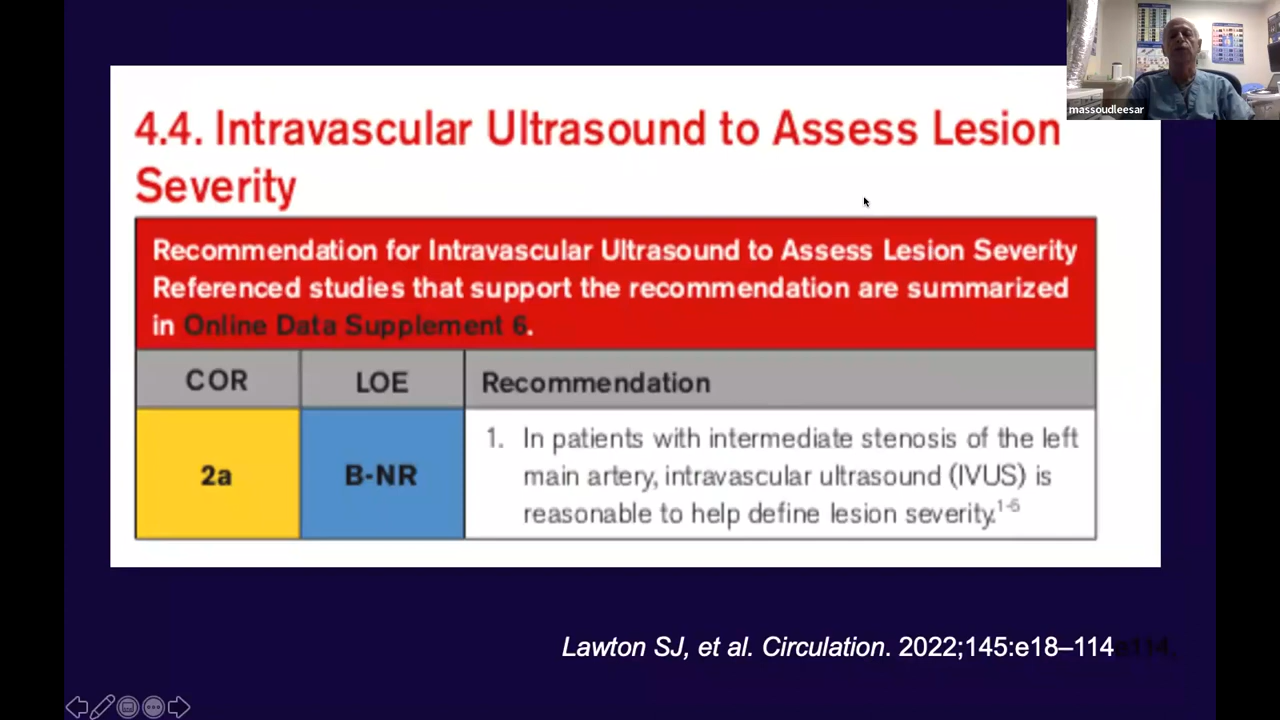 massoudleesar
4.4. Intravascular Ultrasound to Assess Lesion
Severity
Recommendation for Intravascular Ultrasound to Assess Lesion Severity
Referenced studies that support the recommendation are summarized
in Online Data Supplement 6.
COR LOE Recommendation
2a B-NR 1. In patients with intermediate stenosis of the left
main artery, intravascular ultrasound (IVUS) is
reasonable to help define lesion severity.1-5
Lawton SJ, et al. Circulation. 2022;145:e18–114